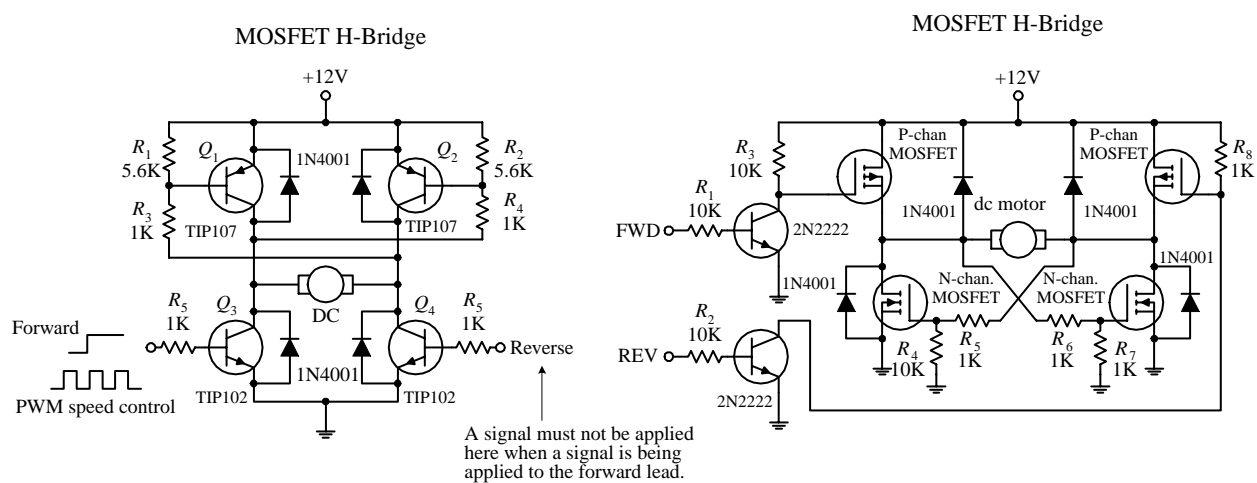 MOSFET H-Bridge
+12V
R1
5.6K
Q1
1N4001
Q2
R2
5.6K
R3
1K
TIP107
TIP107
R4
1K
DC
Q3
Q4
R5
1K
R5
1K
Forward
Reverse
PWM speed control
TIP102
1N4001
TIP102
A signal must not be applied
here when a signal is being
applied to the forward lead.
MOSFET H-Bridge
+12V
P-chan
MOSFET
P-chan
MOSFET
R3
10K
R8
1K
R1
10K
FWD
2N2222
1N4001
dc motor
1N4001
1N4001
1N4001
N-chan.
MOSFET
N-chan.
MOSFET
R2
10K
REV
2N2222
R4
10K
R5
1K
R6
1K
R7
1K